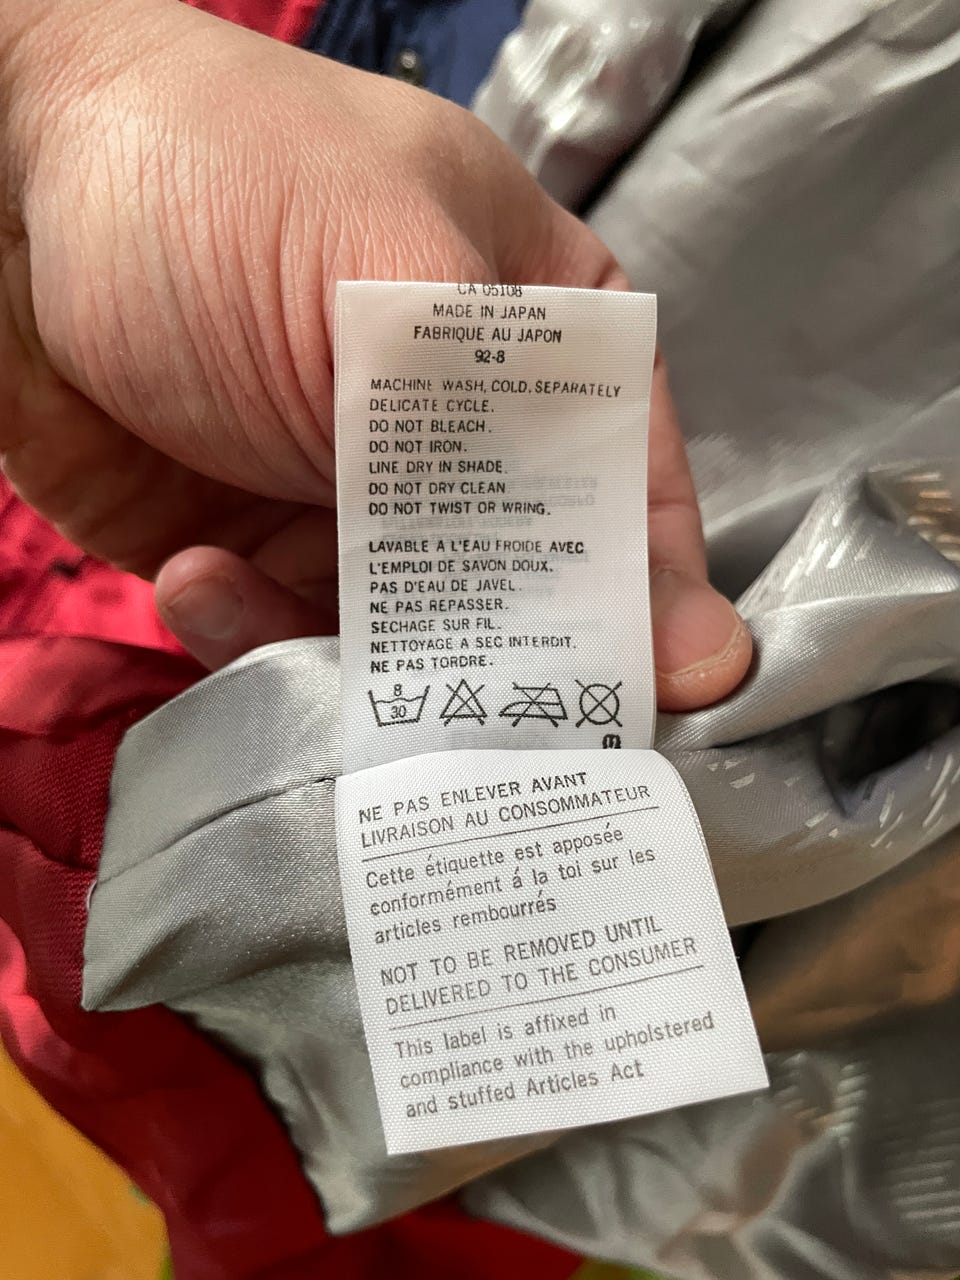 CA 05108
MADE IN JAPAN
FABRIQUE AU JAPON
92-8
MACHINE WASH, COLD, SEPARATELY
DELICATE CYCLE.
DO NOT BLEACH.
DO NOT IRON.
LINE DRY IN SHADE.
DO NOT DRY CLEAN
DO NOT TWIST OR WRING.
LAVABLE A L'EAU FROIDE AVEC
L'EMPLOI DE SAVON DOUX.
PAS D'EAU DE JAVEL.
NE PAS REPASSER.
SECHAGE SUR FIL.
NETTOYAGE A SEC INTERDIT.
NE PAS TORDRE.
8
30
NE PAS ENLEVER AVANT
LIVRAISON AU CONSOMMATEUR
Cette étiquette est apposée
conformément á la toi sur les
articles rembourrés
NOT TO BE REMOVED UNTIL
DELIVERED TO THE CONSUMER
This label is affixed in
compliance with the upholstered
and stuffed Articles Act